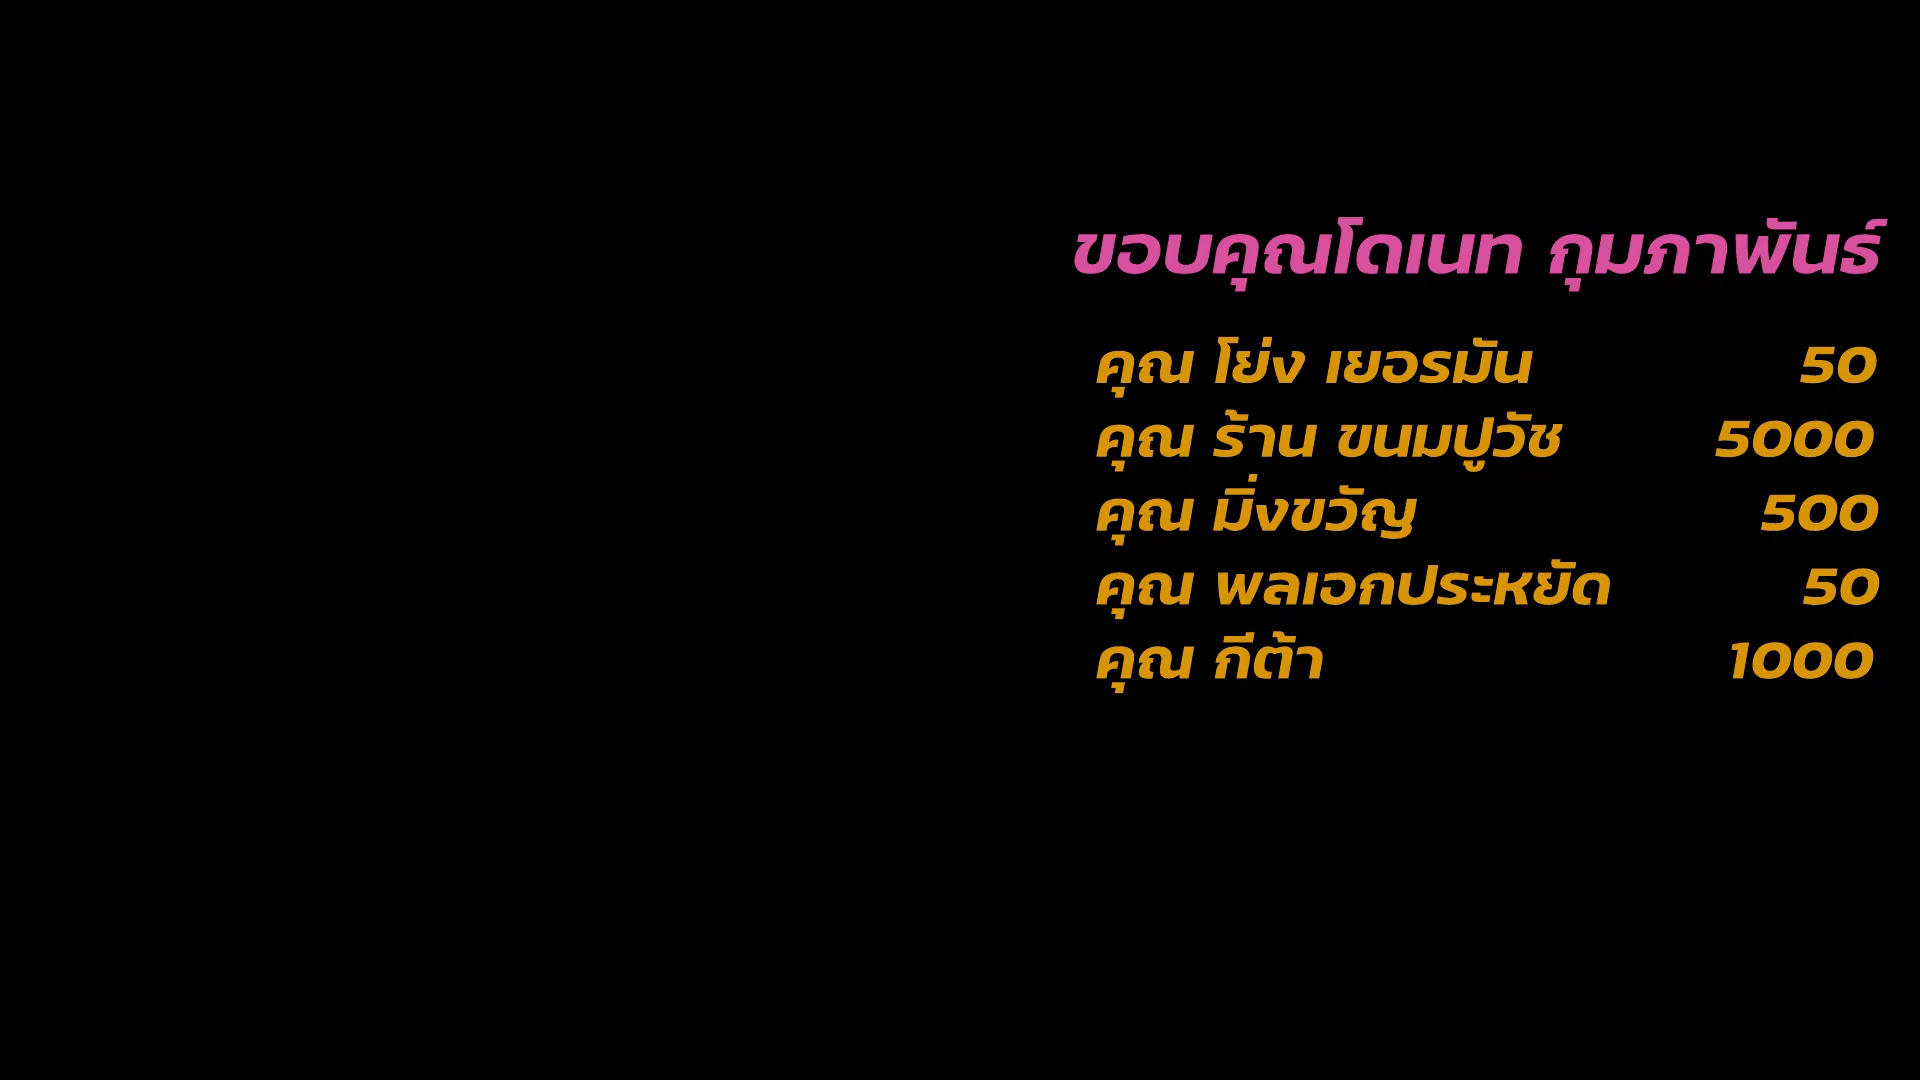 ขอบคุณโดเนท กุมภาพันธ์
คุณ โย่ง เยอรมัน 50
คุณ ร้าน ขนมปูวัช 5000
คุณ มิ่งขวัญ 500
คุณ พลเอกประหยัด 50
คุณ กีต้า 1000